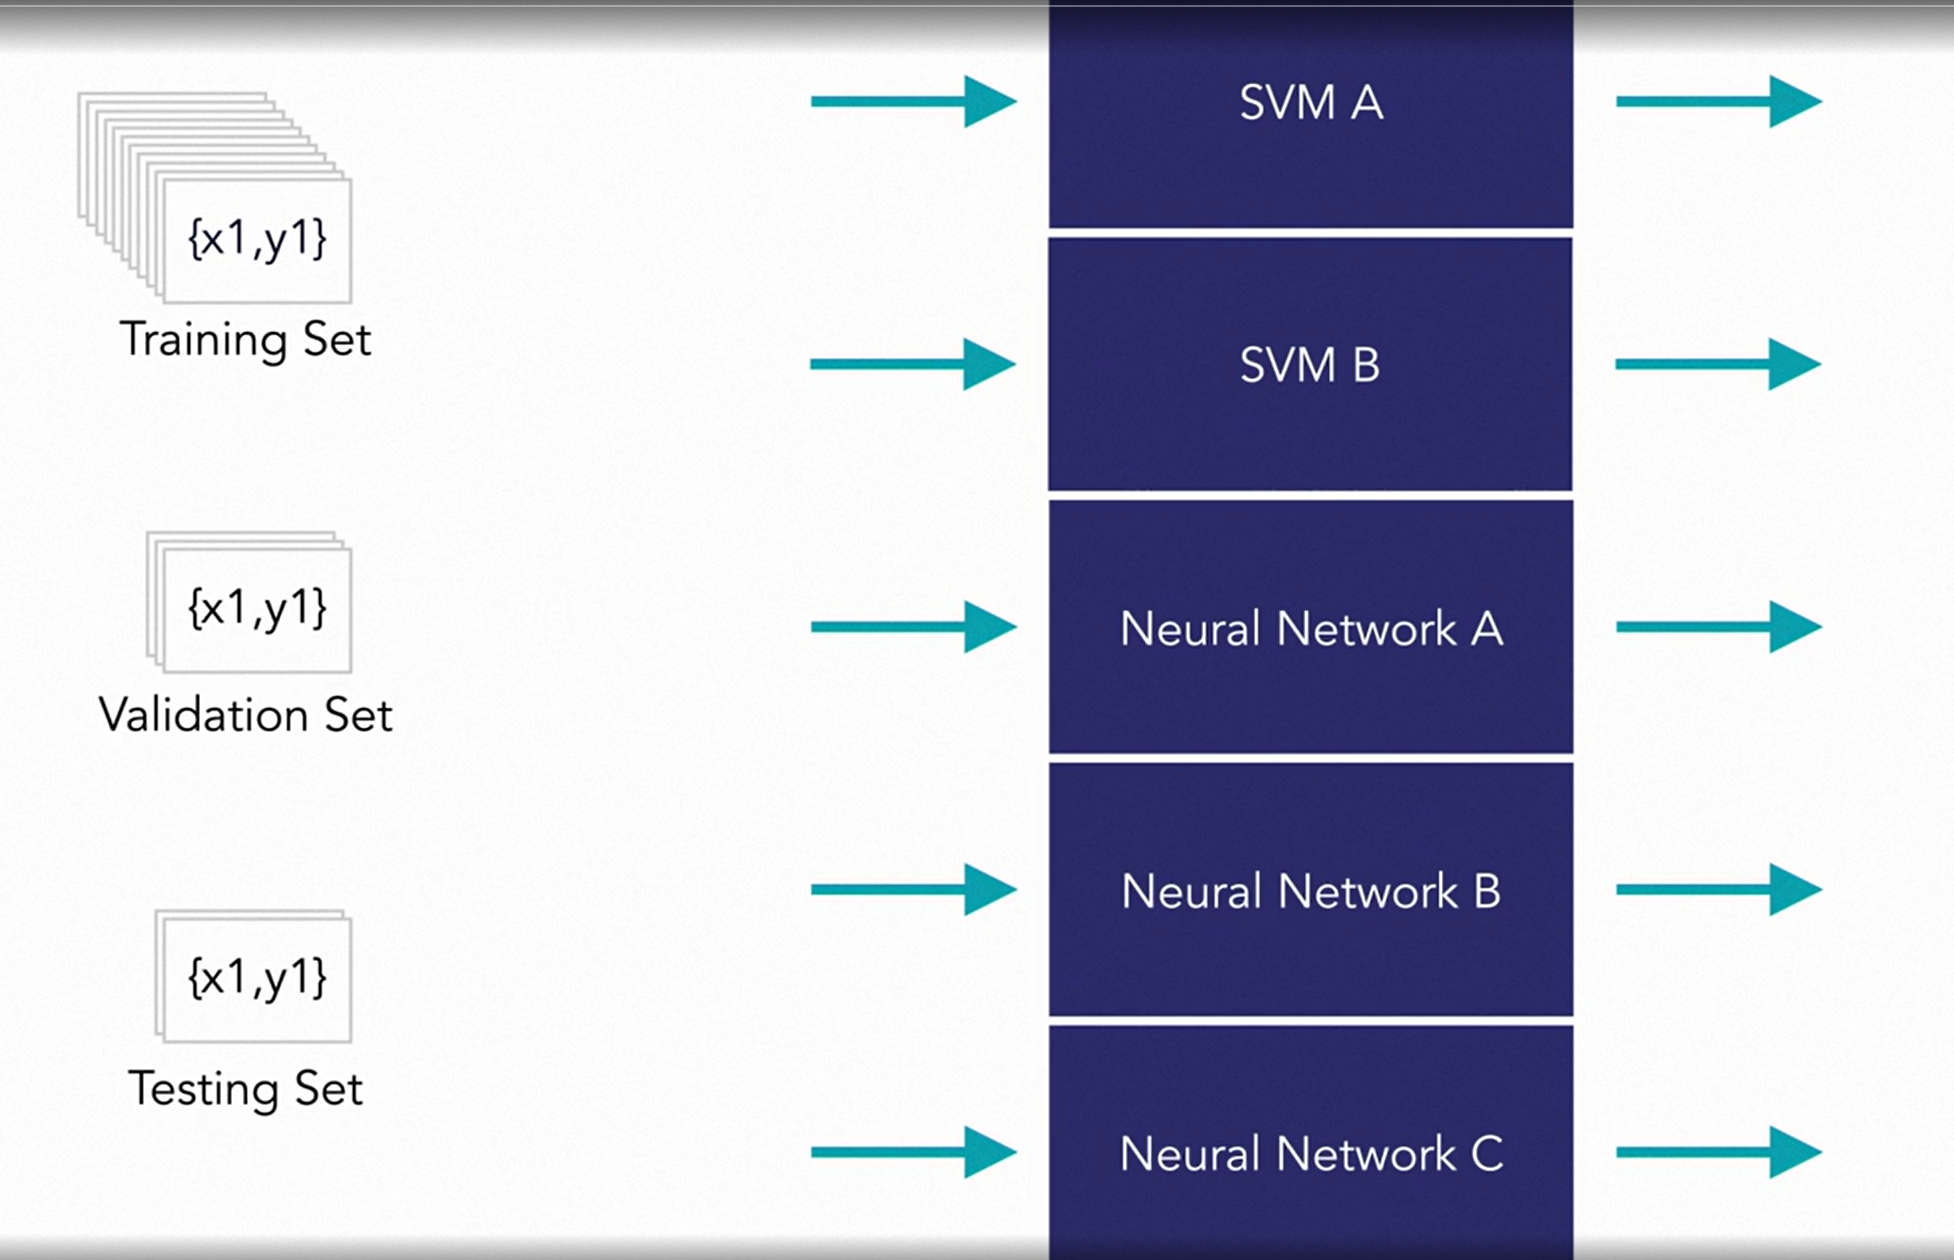 {x1,y1}
Training Set
{x1,y1}
Validation Set
{x1,y1}
Testing Set
SVM A
SVM B
Neural Network A
Neural Network B
Neural Network C